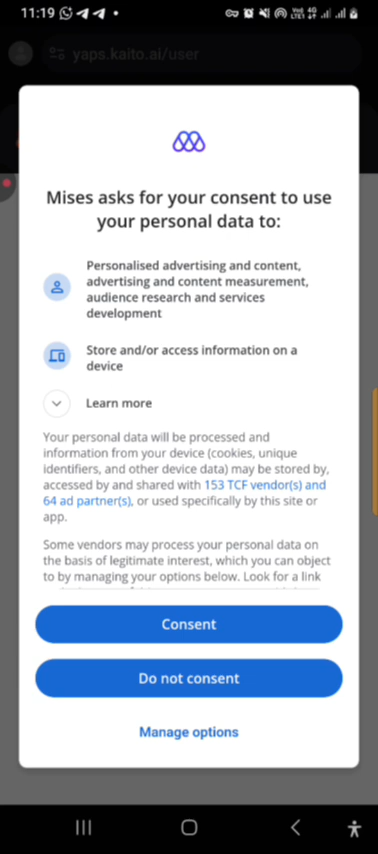 11:19
yaps.kaito.ai/user
Mises asks for your consent to use
your personal data to:
Personalised advertising and content,
advertising and content measurement,
audience research and services
development
Store and/or access information on a
device
Learn more
Your personal data will be processed and
information from your device (cookies, unique
identifiers, and other device data) may be stored by,
accessed by and shared with 153 TCF vendor(s) and
64 ad partner(s), or used specifically by this site or
app.
Some vendors may process your personal data on
the basis of legitimate interest, which you can object
to by managing your options below. Look for a link
Consent
Do not consent
Manage options